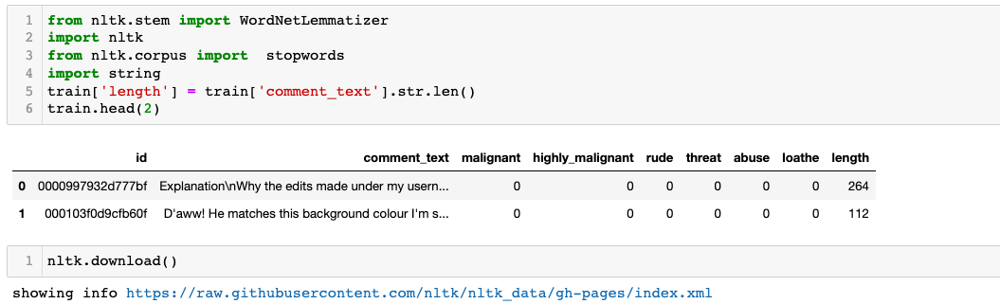 1 from nltk.stem import WordNetLemmatizer
2 import nltk
3 from nltk.corpus import  stopwords
4 import string
5 train['length'] = train['comment_text'].str.len()
6 train.head(2)
id comment_text malignant highly_malignant rude threat abuse loathe length
0 0000997932d777bf Explanation\nWhy the edits made under my usern... 0 0 0 0 0 0 264
1 000103f0d9cfb60f D'aww! He matches this background colour I'm s... 0 0 0 0 0 0 112
1 nltk.download()
showing info https://raw.githubusercontent.com/nltk/nltk_data/gh-pages/index.xml